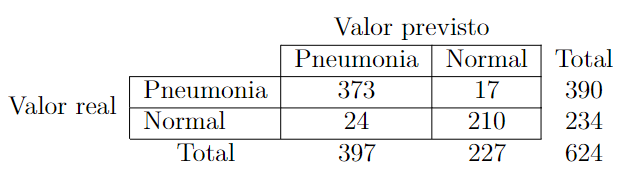 Valor previsto
Pneumonia Normal Total
Valor real Pneumonia 373 17 390
Normal 24 210 234
Total 397 227 624